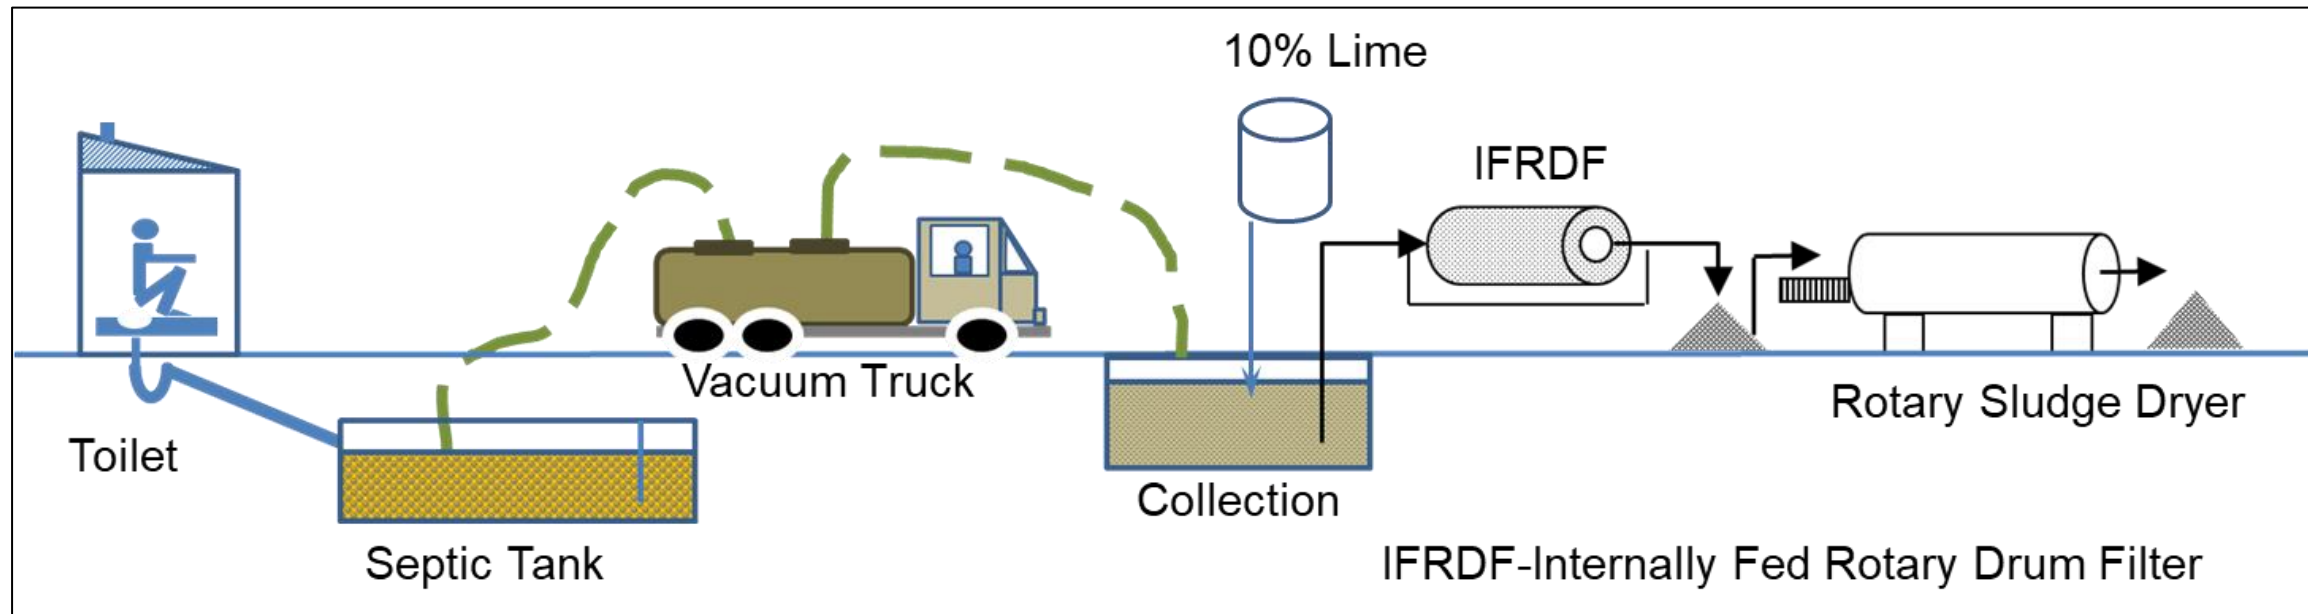 10% Lime
IFRDF
Vacuum Truck
Rotary Sludge Dryer
Toilet
Collection
Septic Tank
IFRDF-Internally Fed Rotary Drum Filter